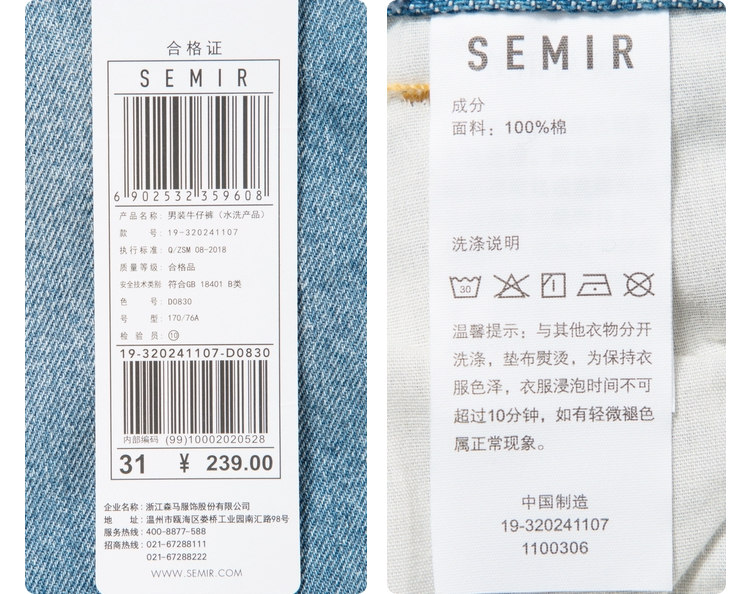 合格证
SEMIR
6 902532 359608
产品名称: 男装牛仔裤（水洗产品）
款 号: 19-320241107
执行标准: Q/ZSM 08-2018
质量等级: 合格品
安全技术类别 符合GB 18401 B类
色 号: D0830
号 型: 170/76A
检 验 员: 10
19-320241107-D0830
内部编码 (99)10002020528
31 ¥ 239.00
企业名称: 浙江森马服饰股份有限公司
地 址: 温州市瓯海区娄桥工业园南汇路98号
服务热线: 400-8877-588
招商热线: 021-67288111
021-67288222
WWW.SEMIR.COM
SEMIR
成分
面料: 100%棉
洗涤说明
30
温馨提示: 与其他衣物分开
洗涤，垫布熨烫，为保持衣
服色泽，衣服浸泡时间不可
超过10分钟，如有轻微褪色
属正常现象。
中国制造
19-320241107
1100306